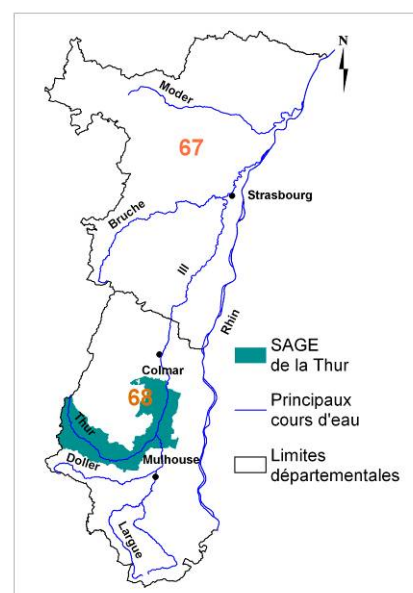 N
Moder
67
Strasbourg
Bruche
Ill
Rhin
Colmar
68
Thur
Doller
Mulhouse
Largue
SAGE
de la Thur
Principaux
cours d'eau
Limites
départementales